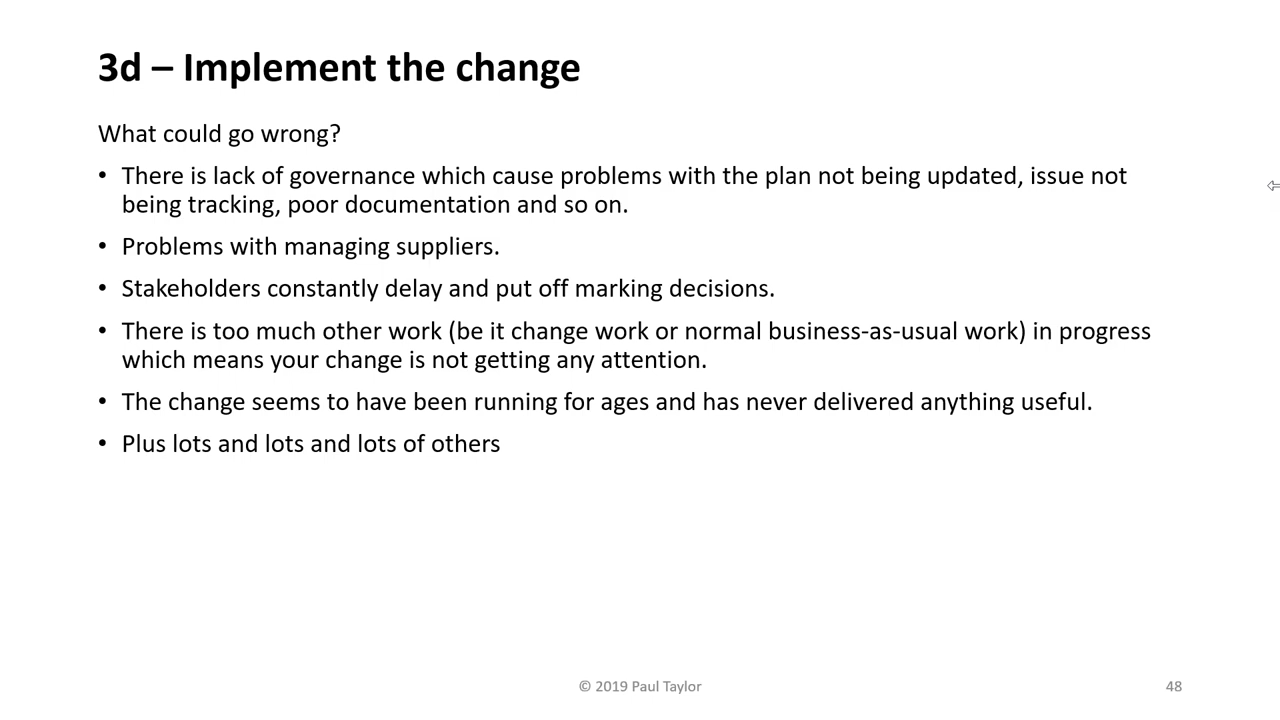 3d – Implement the change
What could go wrong?
• There is lack of governance which cause problems with the plan not being updated, issue not
being tracking, poor documentation and so on.
• Problems with managing suppliers.
• Stakeholders constantly delay and put off marking decisions.
• There is too much other work (be it change work or normal business-as-usual work) in progress
which means your change is not getting any attention.
• The change seems to have been running for ages and has never delivered anything useful.
• Plus lots and lots and lots of others
© 2019 Paul Taylor
48